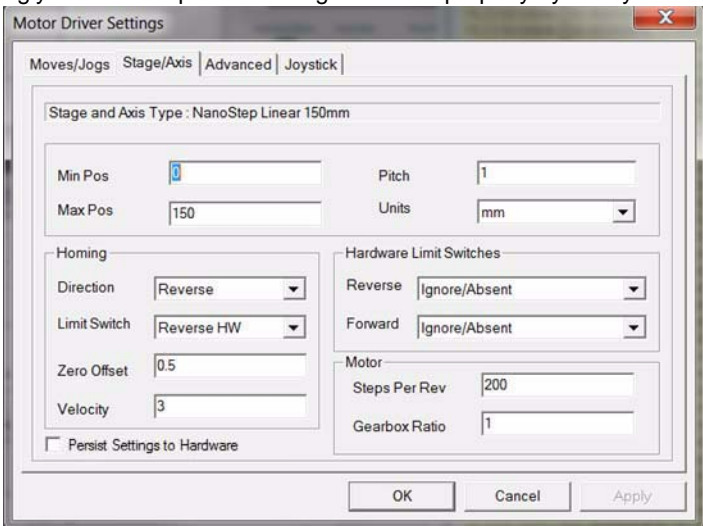 Motor Driver Settings
Moves/Jogs Stage/Axis Advanced Joystick
Stage and Axis Type : NanoStep Linear 150mm
Min Pos 0 Pitch 1
Max Pos 150 Units mm
Homing Hardware Limit Switches
Direction Reverse Reverse Ignore/Absent
Limit Switch Reverse HW Forward Ignore/Absent
Motor
Zero Offset 0.5 Steps Per Rev 200
Velocity 3 Gearbox Ratio 1
Persist Settings to Hardware
OK Cancel Apply